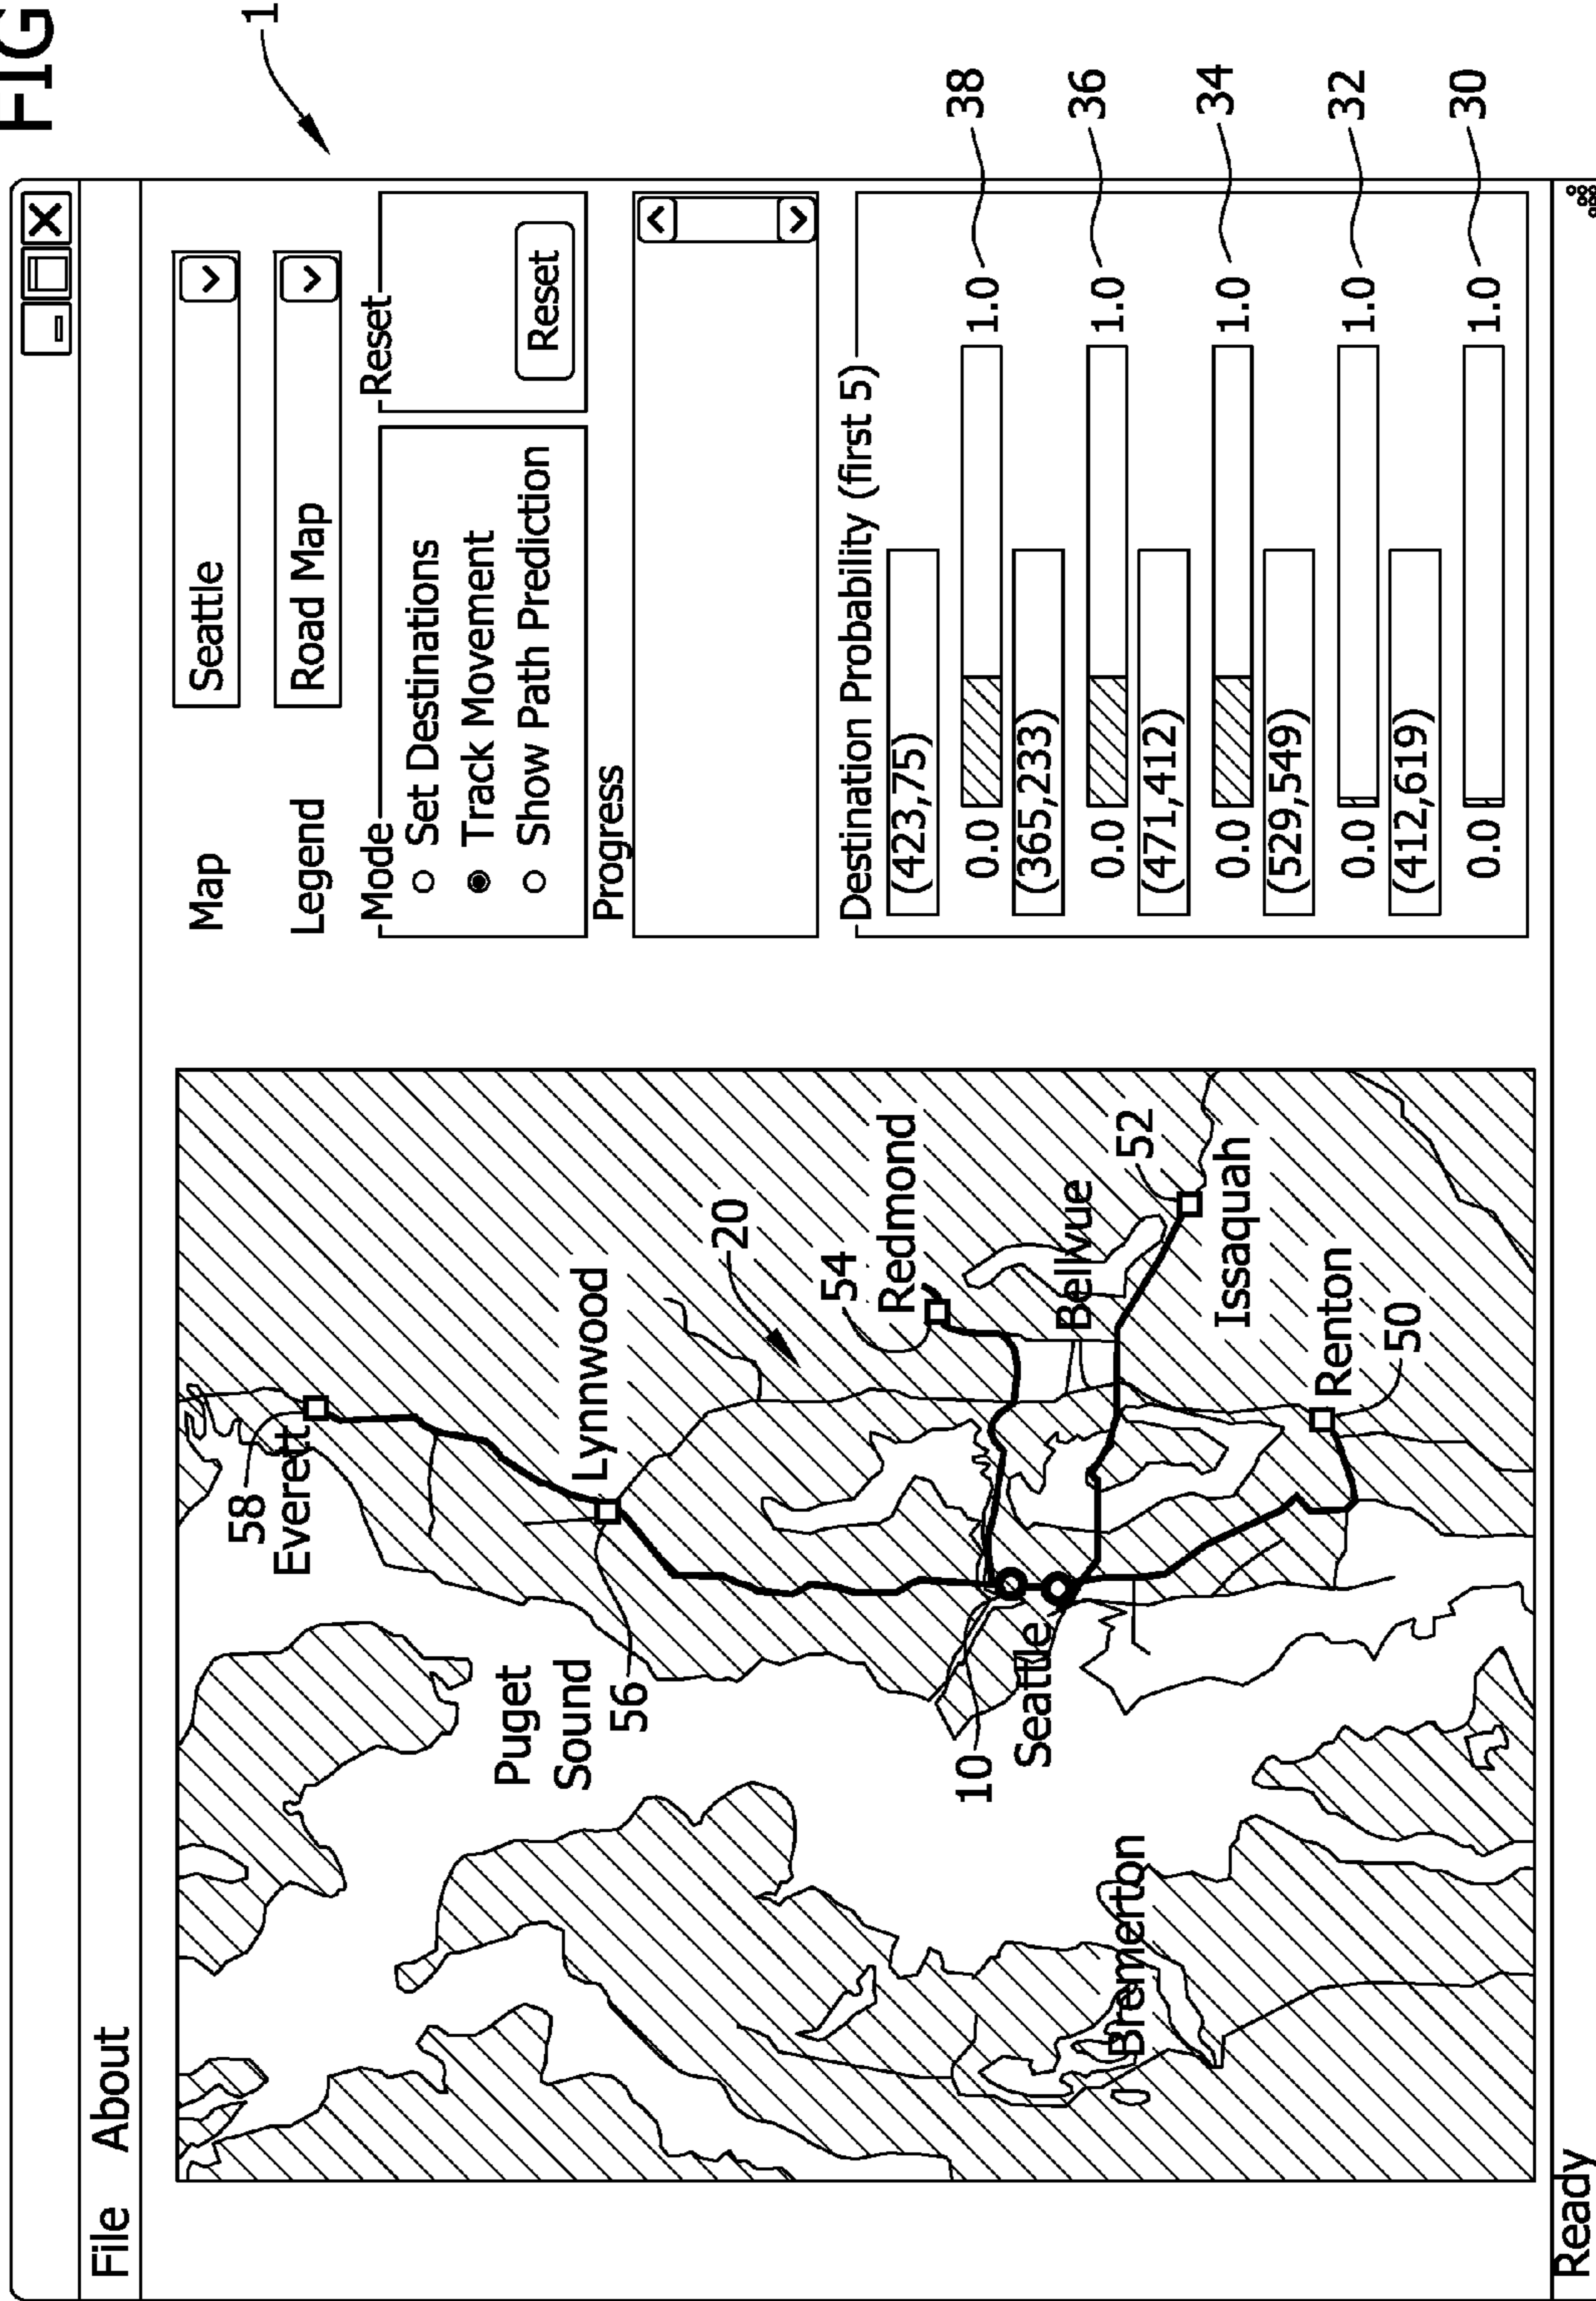 FIG
1
File About
Map
Seattle
Legend
Road Map
Mode
Set Destinations
Track Movement
Show Path Prediction
Reset
Reset
Progress
Destination Probability (first 5)
(423,75)
0.0 1.0 38
(365,233)
0.0 1.0 36
(471,412)
0.0 1.0 34
(529,549)
0.0 1.0 32
(412,619)
0.0 1.0 30
58
Everett
Lynnwood
Puget
Sound
56
20
54
Redmond
10
Seattle
Bellvue
52
Issaquah
Bremerton
Renton
50
Ready